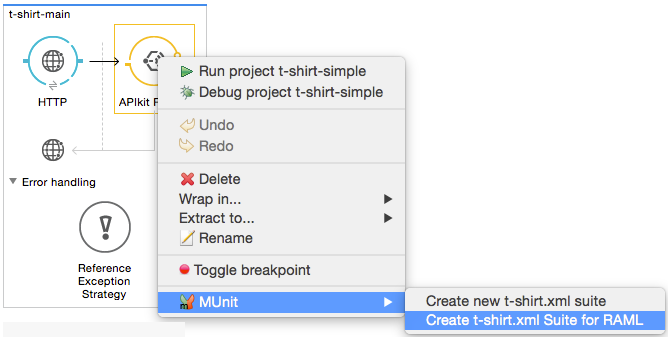 t-shirt-main
HTTP
APIkit R
Error handling
Reference
Exception
Strategy
Run project t-shirt-simple
Debug project t-shirt-simple
Undo
Redo
Delete
Wrap in...
Extract to...
Rename
Toggle breakpoint
MUnit
Create new t-shirt.xml suite
Create t-shirt.xml Suite for RAML